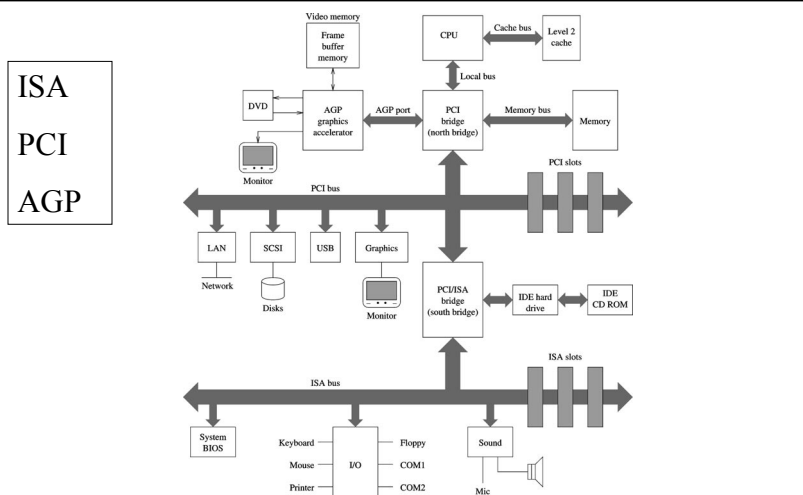 ISA
PCI
AGP
Video memory
Frame
buffer
memory
CPU
Cache bus
Level 2
cache
Local bus
DVD
AGP
graphics
accelerator
AGP port
PCI
bridge
(north bridge)
Memory bus
Memory
Monitor
PCI slots
PCI bus
LAN
SCSI
USB
Graphics
Network
Disks
Monitor
PCI/ISA
bridge
(south bridge)
IDE hard
drive
IDE
CD ROM
ISA slots
ISA bus
System
BIOS
Keyboard
Mouse
Printer
I/O
Floppy
COM1
COM2
Sound
Mic